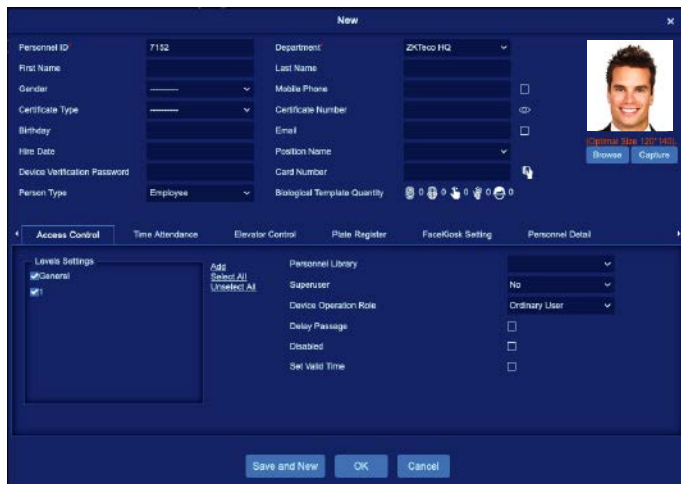 New ×
Personnel ID* 7152 Department* ZKTeco HQ
First Name Last Name
Gender --------- Mobile Phone
Certificate Type --------- Certificate Number
Birthday Email
(Optimal Size 120*140).
Hire Date Position Name Browse Capture
Device Verification Password Card Number
Person Type Employee Biological Template Quantity 0 0 0 0 0
Access Control Time Attendance Elevator Control Plate Register FaceKiosk Setting Personnel Detail
Levels Settings
General
1
Add
Select All
Unselect All
Personnel Library
Superuser No
Device Operation Role Ordinary User
Delay Passage
Disabled
Set Valid Time
Save and New OK Cancel